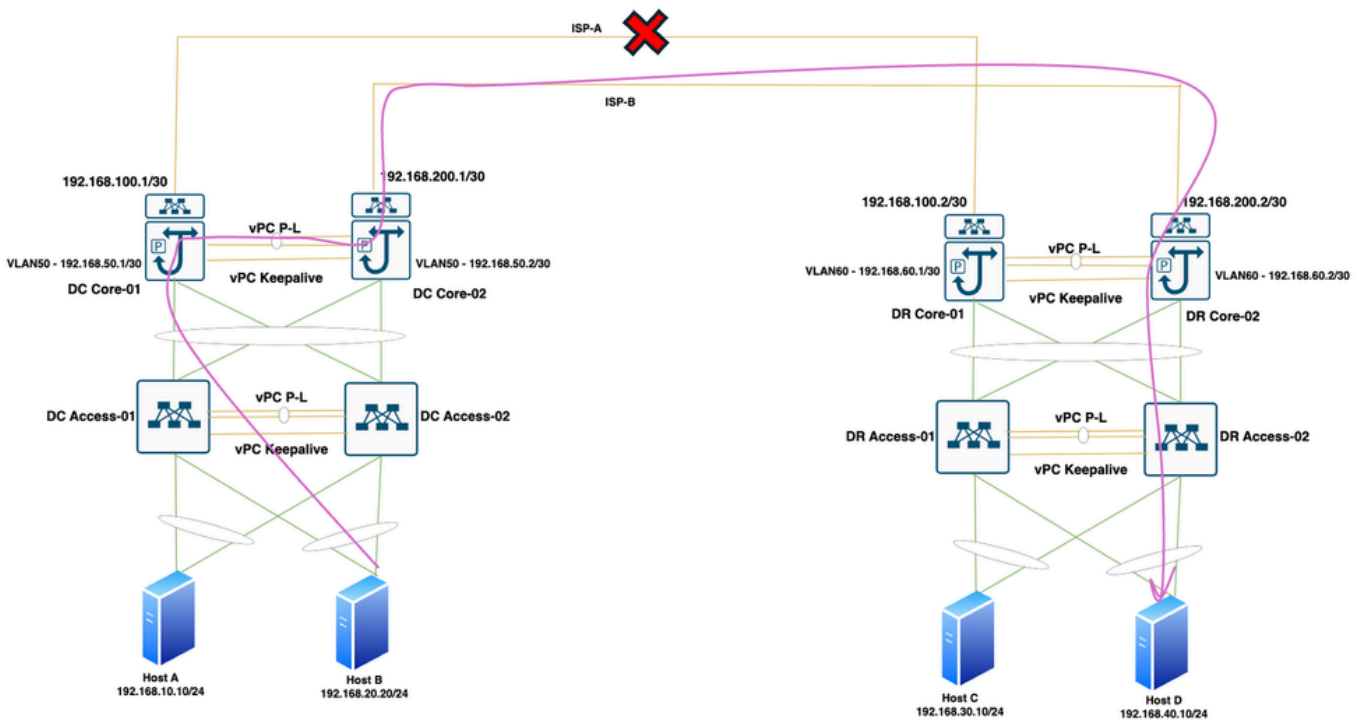 ISP-A
ISP-B
192.168.100.1/30
192.168.200.1/30
192.168.100.2/30
192.168.200.2/30
vPC P-L
P
P
VLAN50 - 192.168.50.1/30
VLAN50 - 192.168.50.2/30
vPC Keepalive
DC Core-01
DC Core-02
vPC P-L
P
P
VLAN60 - 192.168.60.1/30
VLAN60 - 192.168.60.2/30
vPC Keepalive
DR Core-01
DR Core-02
vPC P-L
DC Access-01
DC Access-02
vPC Keepalive
vPC P-L
DR Access-01
DR Access-02
vPC Keepalive
Host A
192.168.10.10/24
Host B
192.168.20.20/24
Host C
192.168.30.10/24
Host D
192.168.40.10/24